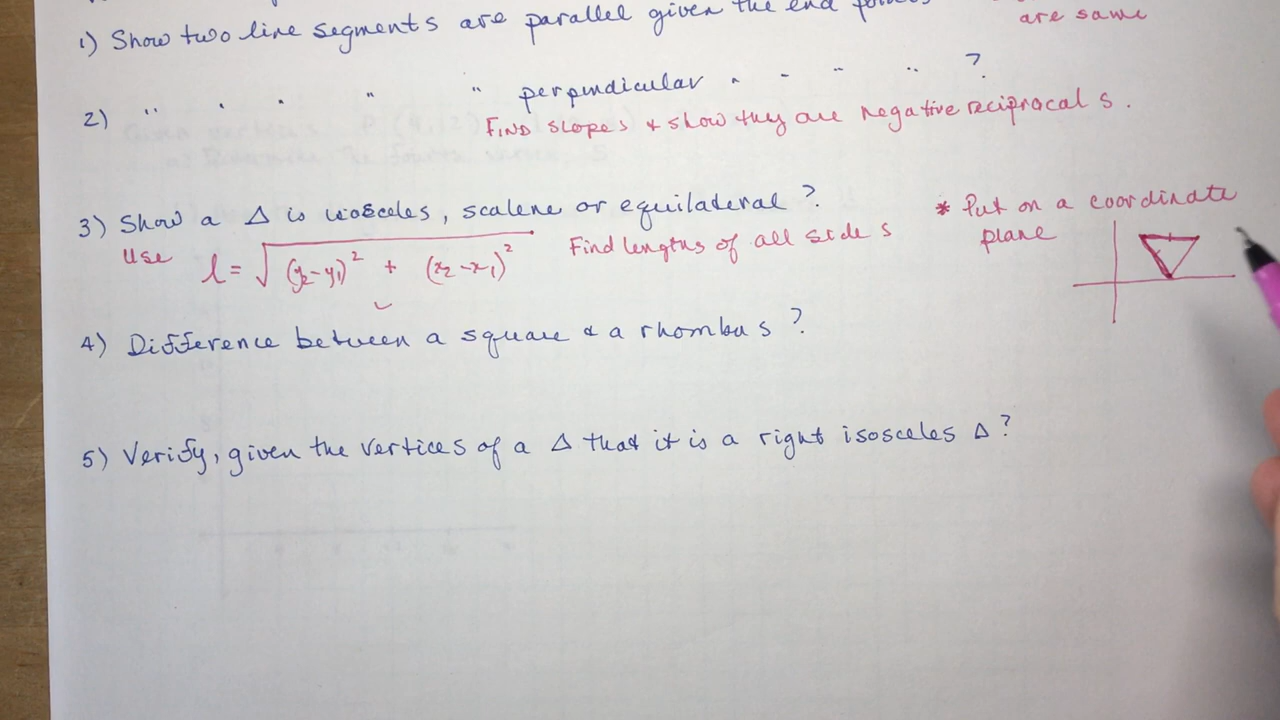 1) Show two line segments are parallel given the end points
are same
2) " " " " " perpendicular " " " " ?
FIND slopes & show they are negative reciprocals.
3) Show a Δ is isosceles, scalene or equilateral?
Use l = √(y₂-y₁)² + (x₂-x₁)² Find lengths of all sides
* Put on a coordinate
plane
4) Difference between a square & a rhombus?
5) Verify, given the vertices of a Δ that it is a right isosceles Δ?